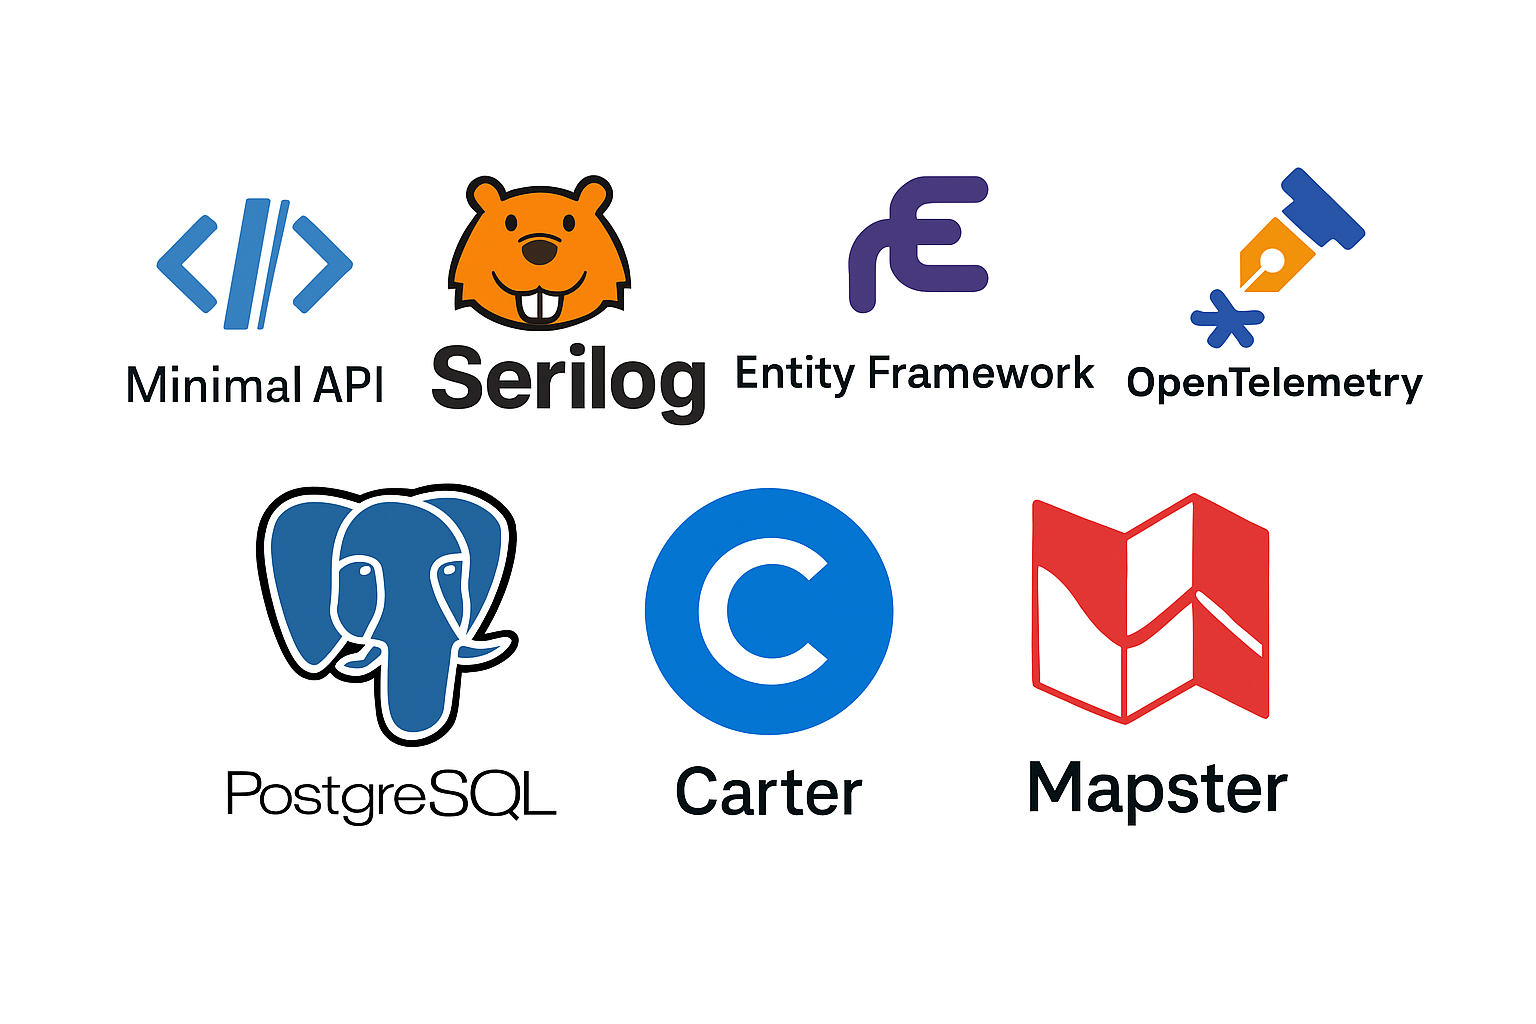 Minimal API
Serilog
Entity Framework
OpenTelemetry
PostgreSQL
C
Carter
Mapster